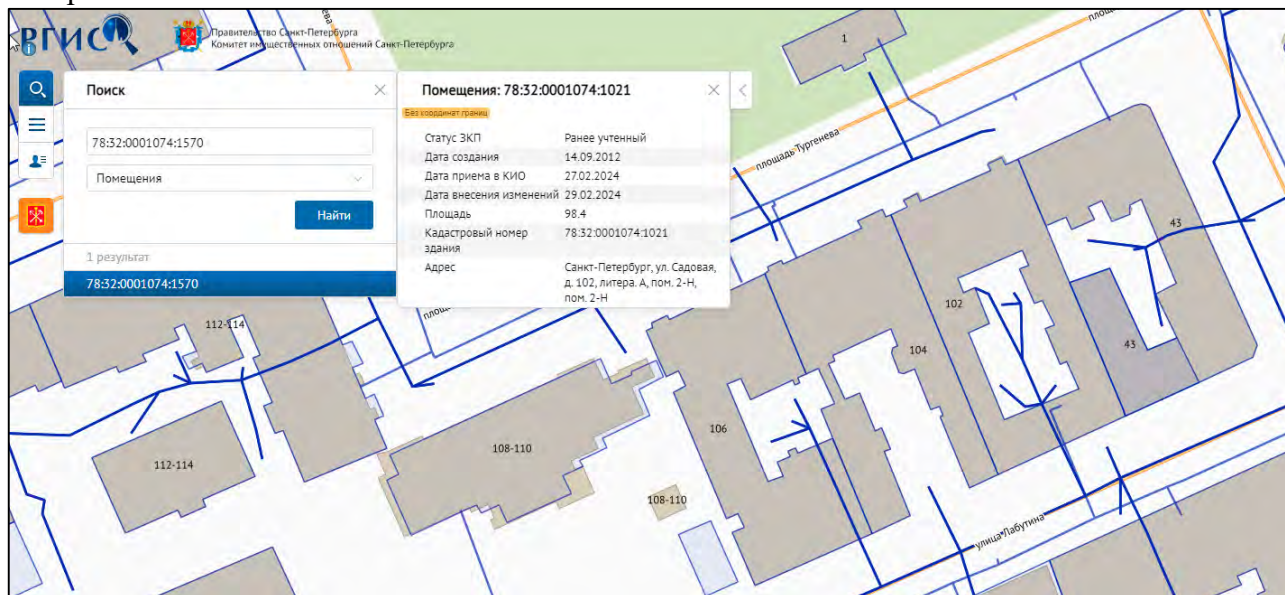 РГИС
Правительство Санкт-Петербурга
Комитет имущественных отношений Санкт-Петербурга
Поиск
78:32:0001074:1570
Помещения
Найти
1 результат
78:32:0001074:1570
Помещения: 78:32:0001074:1021
Без координат границ
Статус ЗКП Ранее учтенный
Дата создания 14.09.2012
Дата приема в КИО 27.02.2024
Дата внесения изменений 29.02.2024
Площадь 98.4
Кадастровый номер 78:32:0001074:1021
здания
Адрес Санкт-Петербург, ул. Садовая,
д. 102, литера. А, пом. 2-Н,
пом. 2-Н
1
площадь Тургенева
43
102
43
104
112-114
106
108-110
112-114
108-110
улица Лабутина